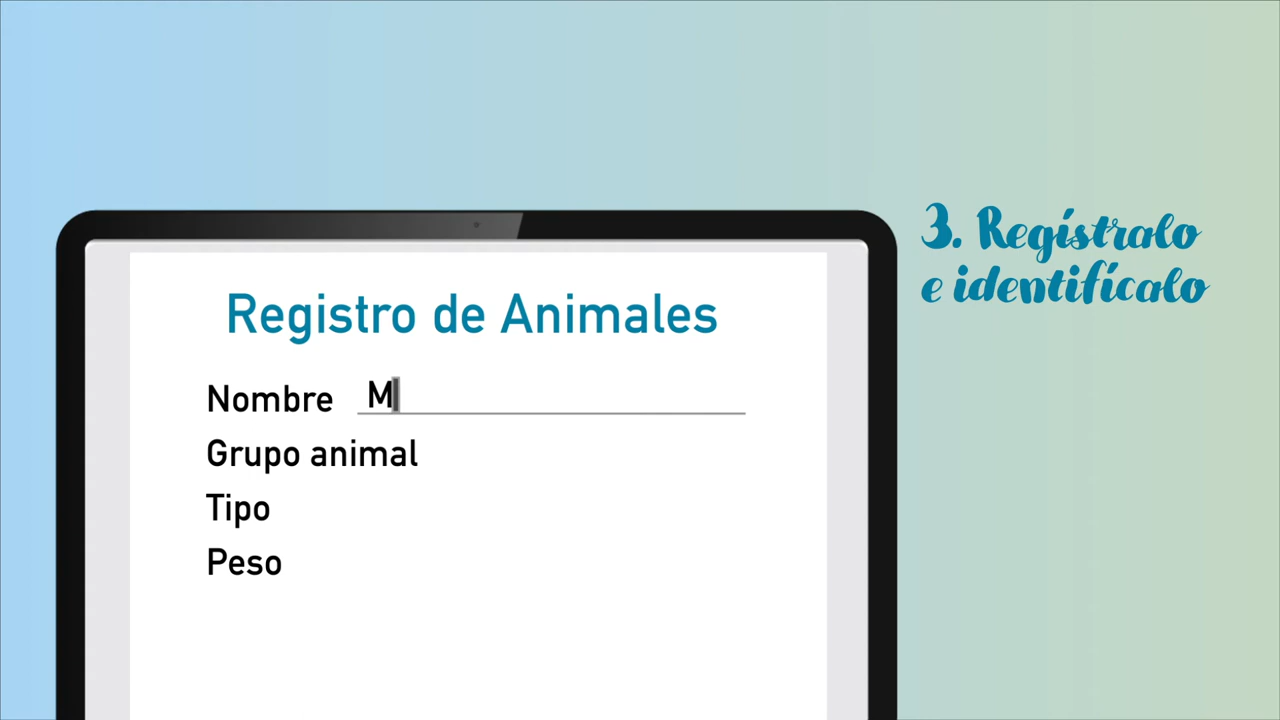 3. Regístralo
e identifícalo
Registro de Animales
Nombre M
Grupo animal
Tipo
Peso